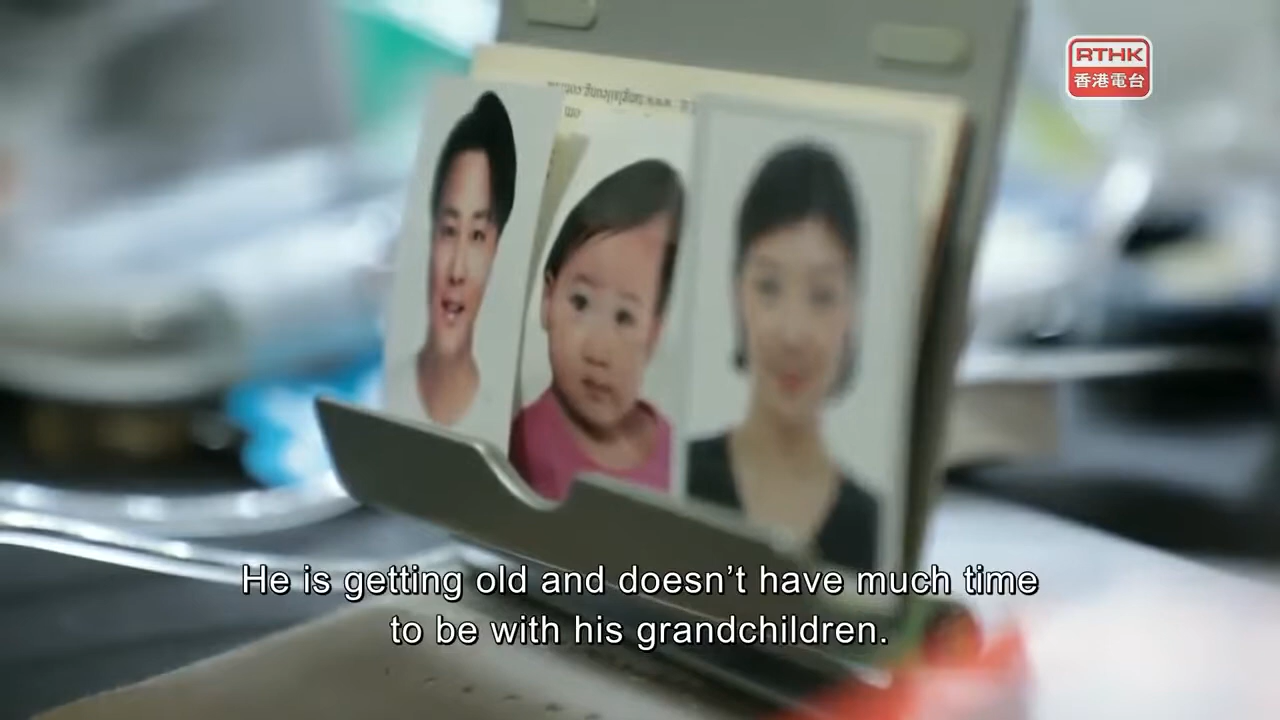 RTHK
香港電台
He is getting old and doesn't have much time
to be with his grandchildren.